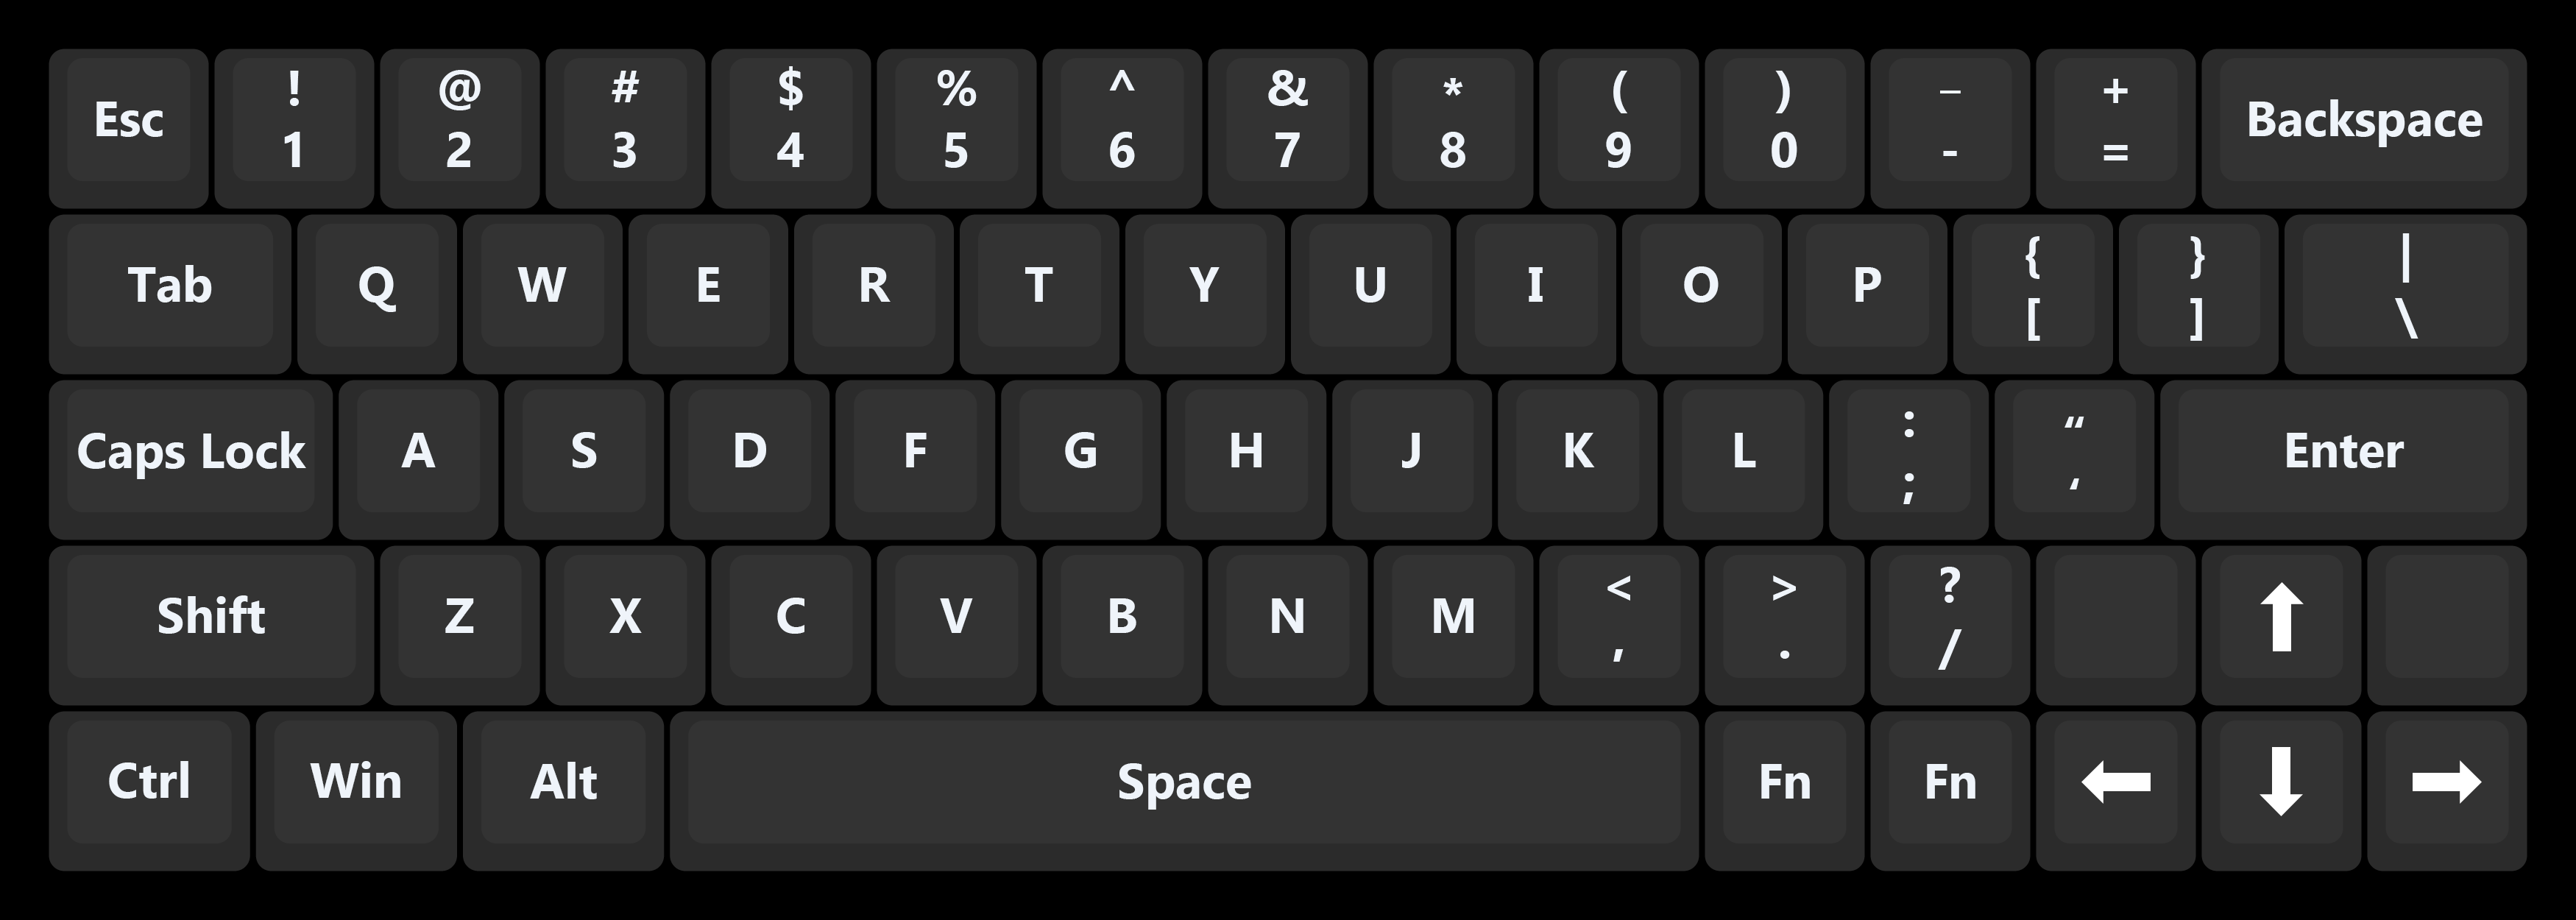 Esc ! @ # $ % ^ & * ( ) _ + Backspace
1 2 3 4 5 6 7 8 9 0 - =
Tab Q W E R T Y U I O P { } |
[ ] \
Caps Lock A S D F G H J K L : “ Enter
; ‘
Shift Z X C V B N M < > ?
, . /
Ctrl Win Alt Space Fn Fn